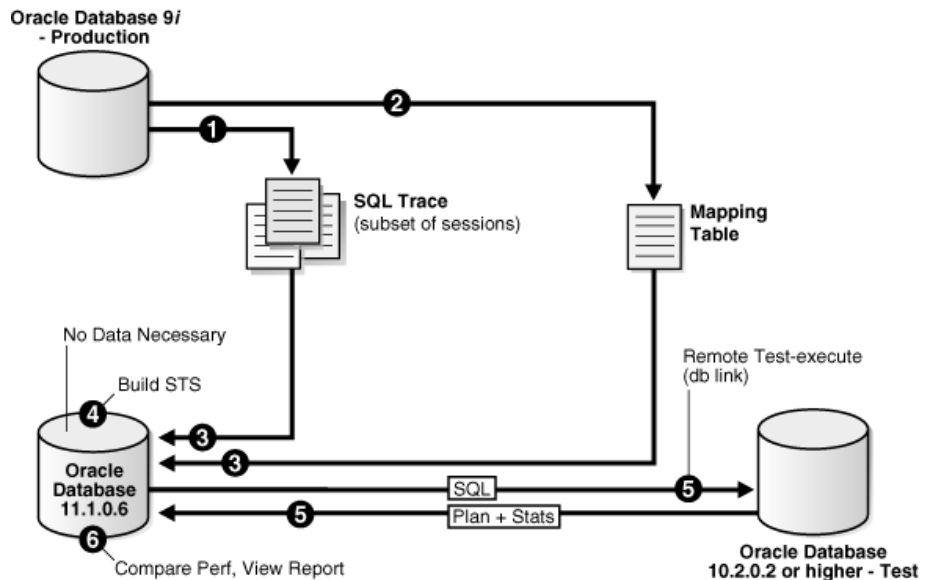 Oracle Database 9i
- Production
2
1
SQL Trace
(subset of sessions)
Mapping
Table
No Data Necessary
Build STS
4
Remote Test-execute
(db link)
3
3
Oracle
Database
11.1.0.6
SQL
5
5
Plan + Stats
6
Compare Perf, View Report
Oracle Database
10.2.0.2 or higher - Test